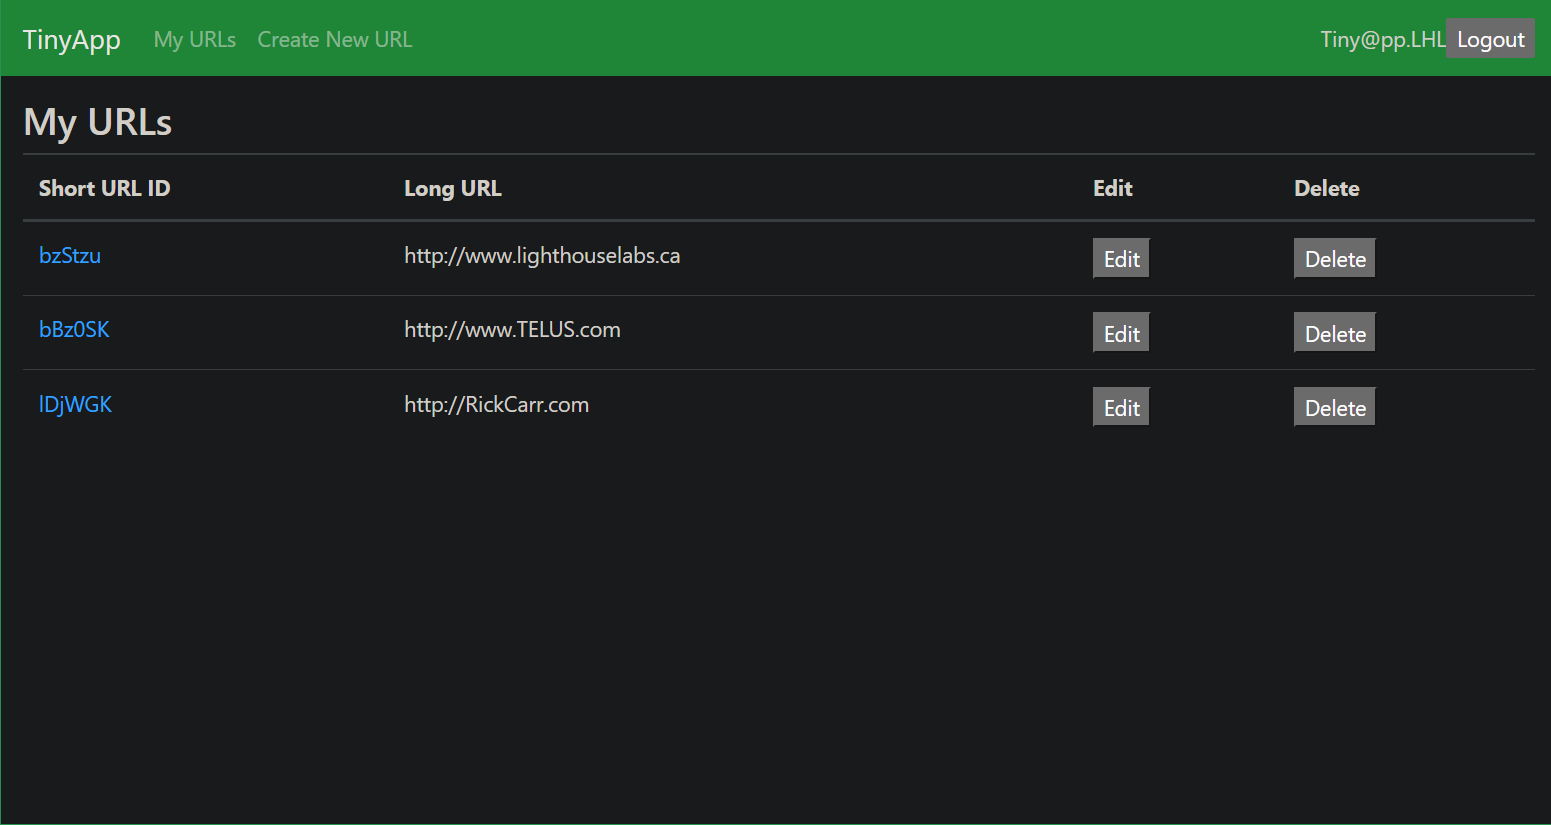 TinyApp My URLs Create New URL Tiny@pp.LHL Logout
My URLs
Short URL ID Long URL Edit Delete
bzStzu http://www.lighthouselabs.ca Edit Delete
bBz0SK http://www.TELUS.com Edit Delete
lDjWGK http://RickCarr.com Edit Delete